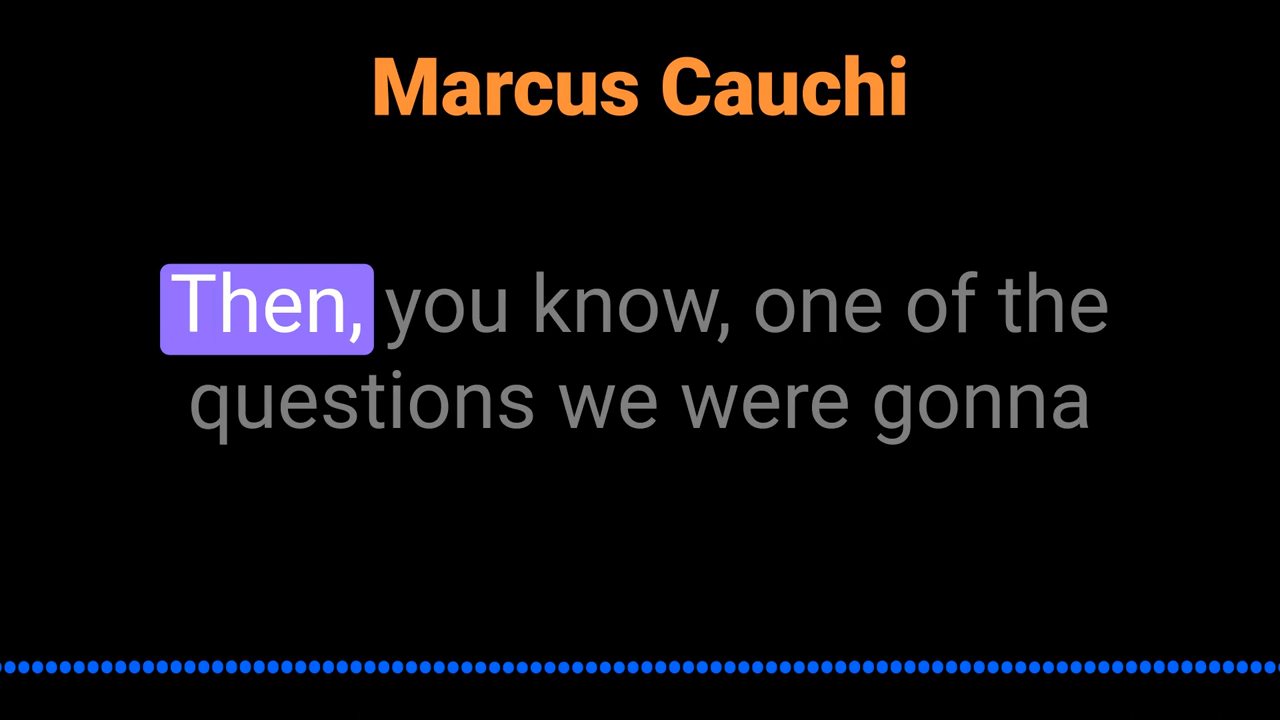 Marcus Cauchi
Then, you know, one of the
questions we were gonna